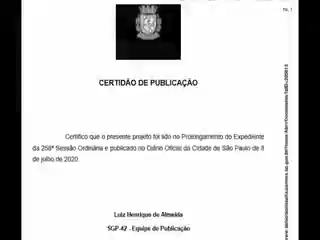 CERTIDÃO DE PUBLICAÇÃO
Certifico que o presente projeto foi lido no Prolongamento do Expediente
da 258ª Sessão Ordinária e publicado no Diário Oficial da Cidade de São Paulo de 8
de julho de 2020.
Luiz Henrique de Almeida
SGP-42 - Equipe de Publicação